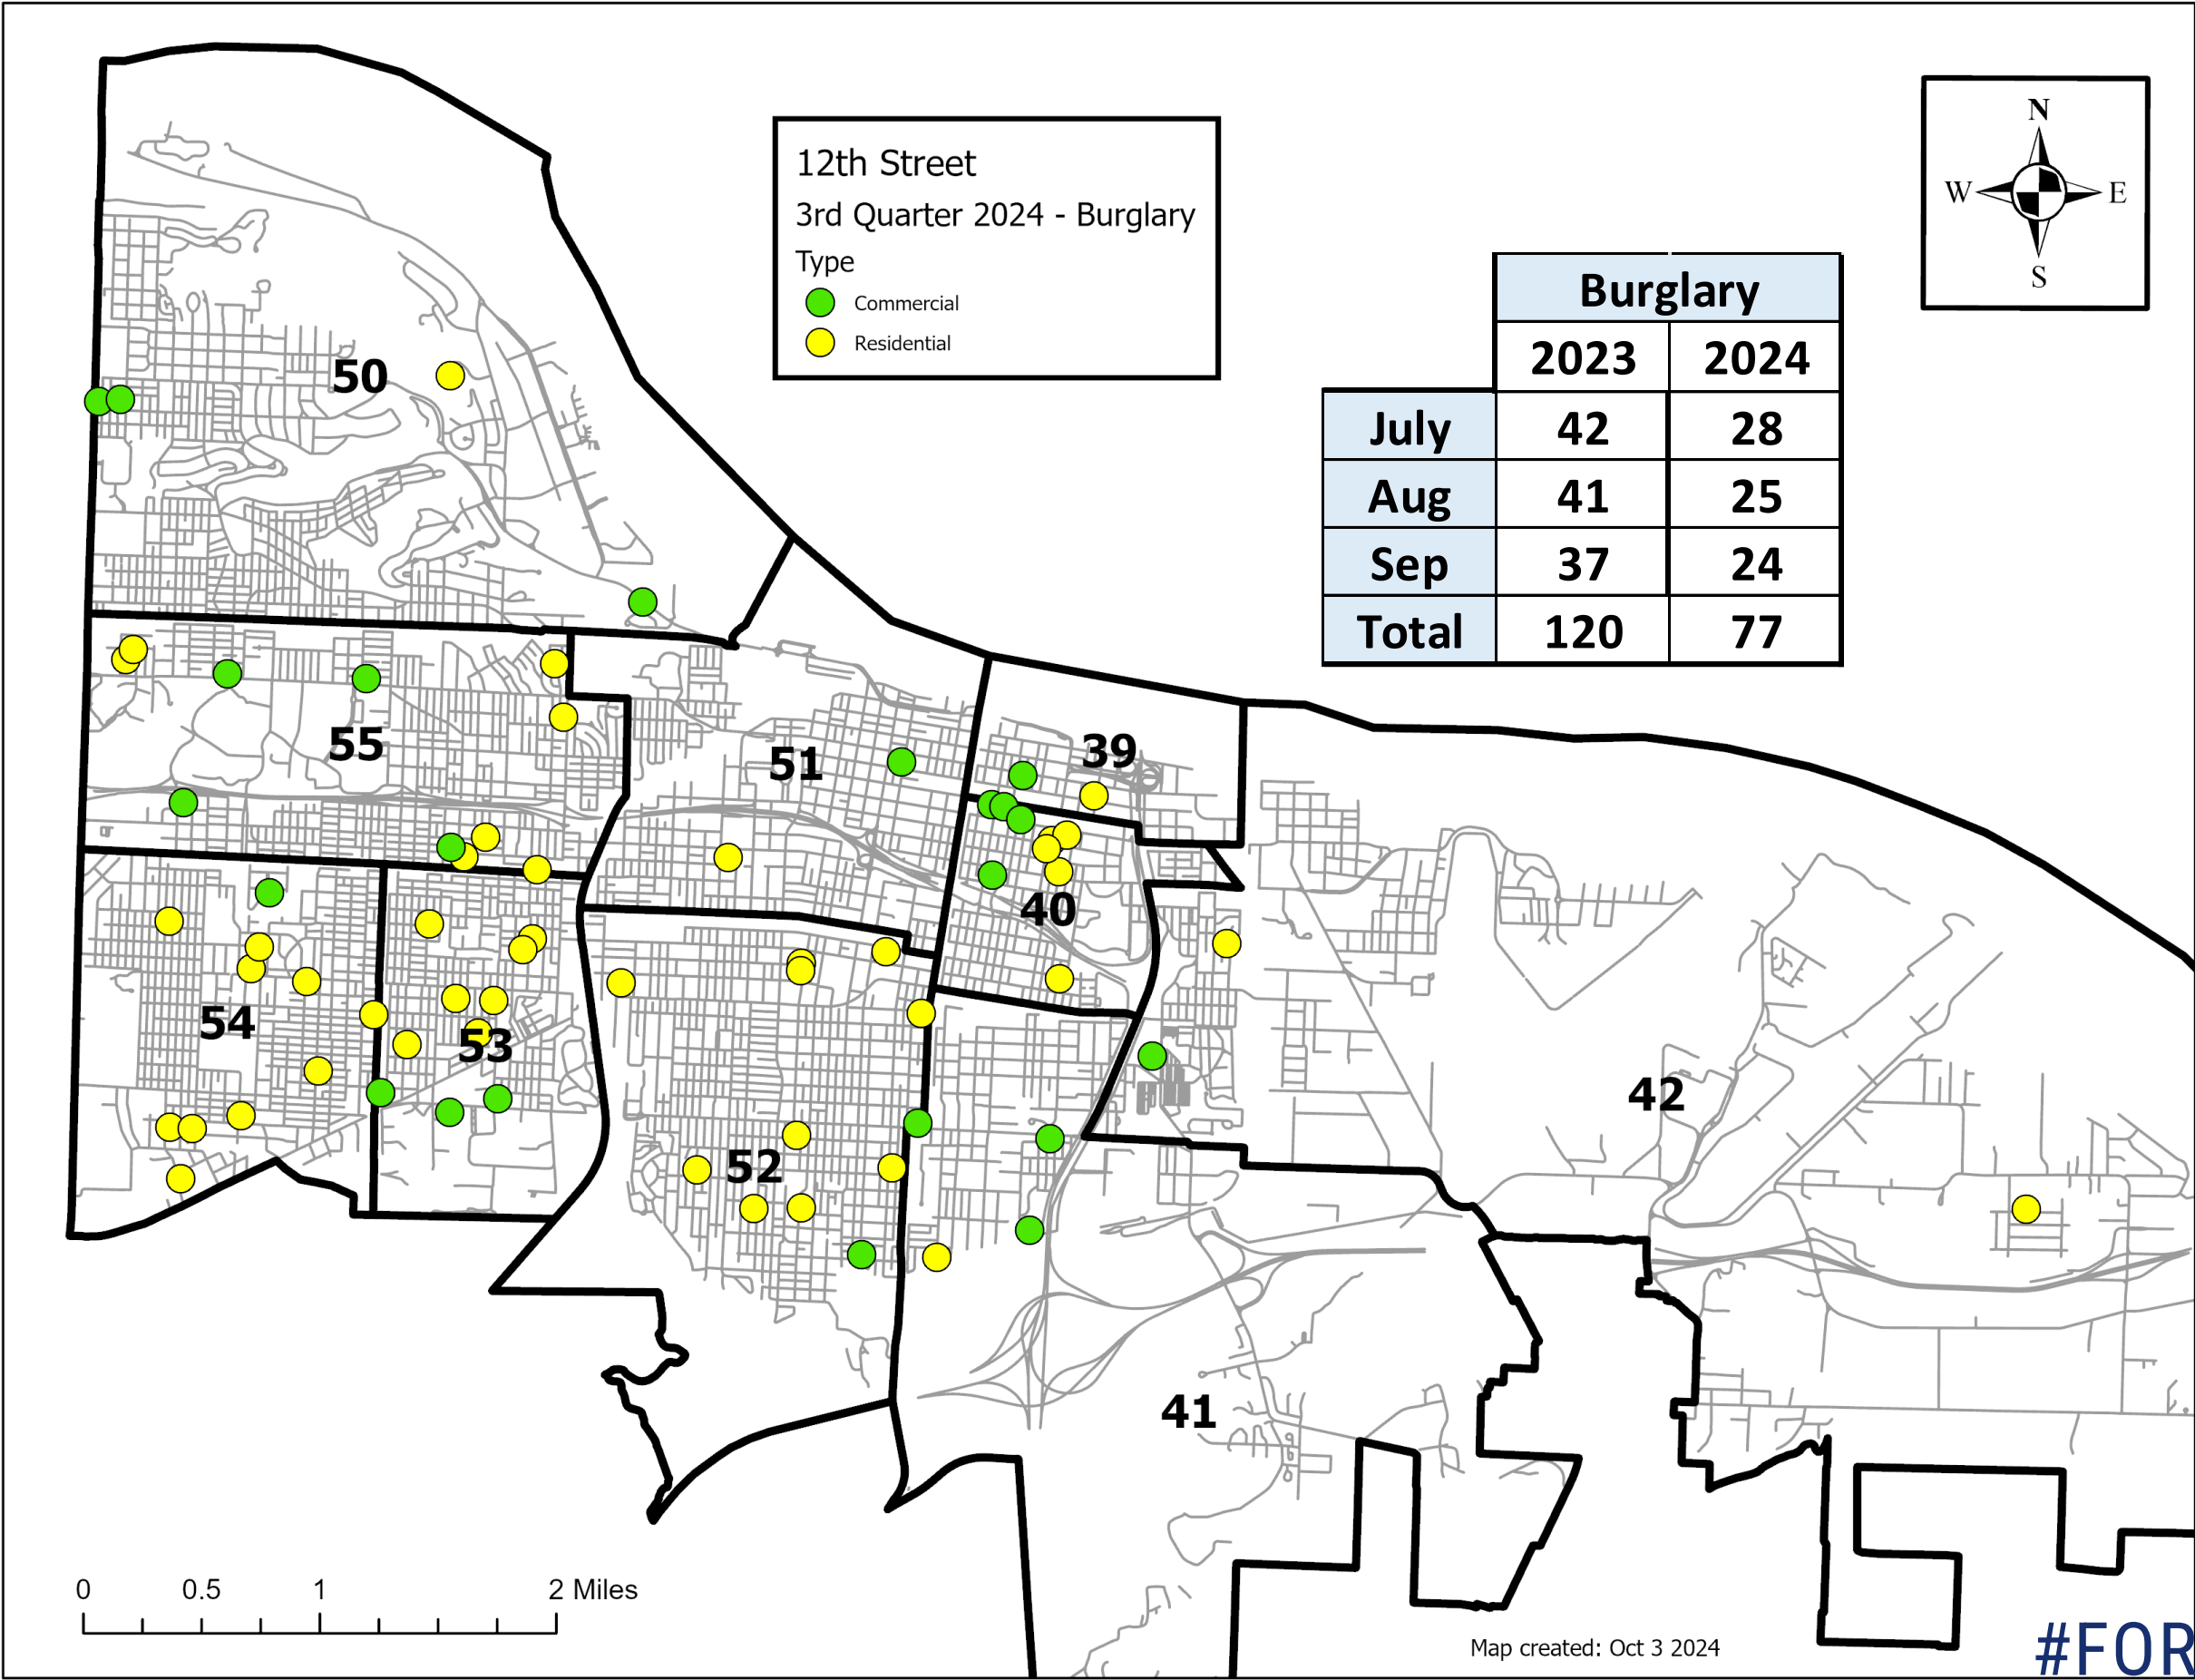 N
W E
S
12th Street
3rd Quarter 2024 - Burglary
Type
Commercial
Residential
Burglary
2023 2024
July 42 28
Aug 41 25
Sep 37 24
Total 120 77
50
55
51
39
40
54
53
52
42
41
0 0.5 1 2 Miles
Map created: Oct 3 2024
#FOR